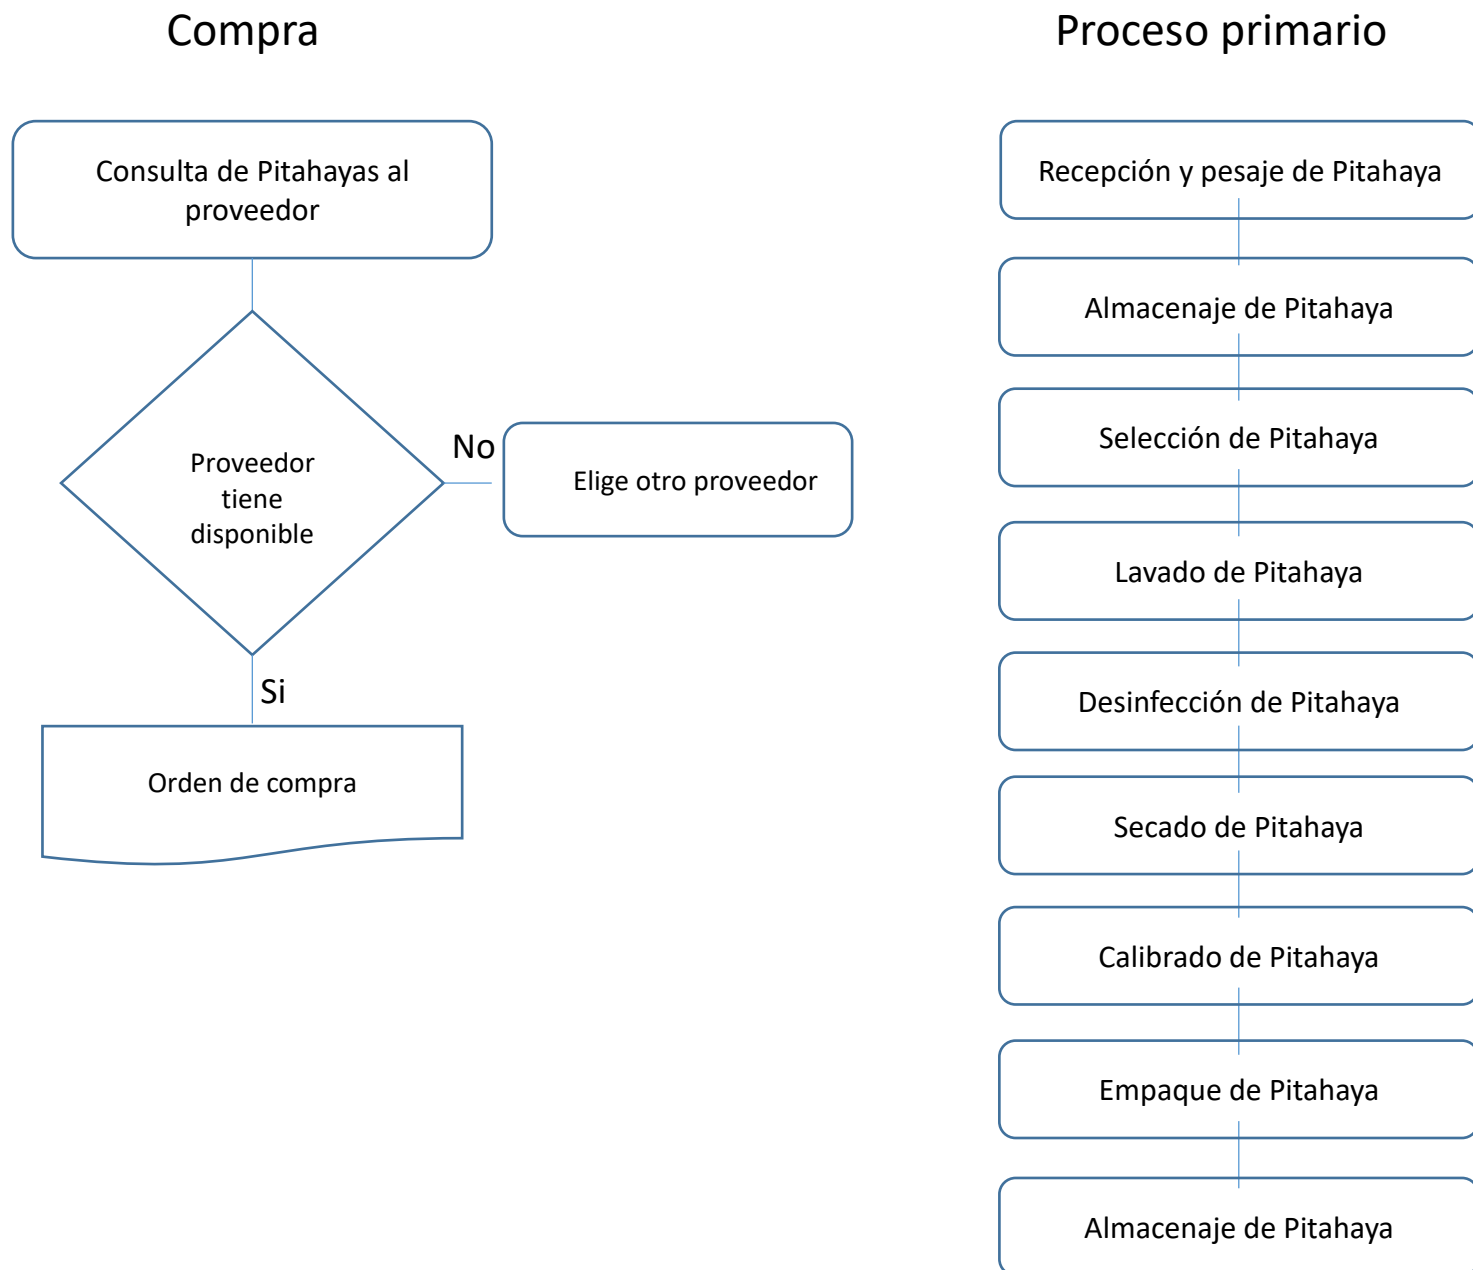 Compra
Consulta de Pitahayas al
proveedor
Proveedor
tiene
disponible
No
Elige otro proveedor
Si
Orden de compra
Proceso primario
Recepción y pesaje de Pitahaya
Almacenaje de Pitahaya
Selección de Pitahaya
Lavado de Pitahaya
Desinfección de Pitahaya
Secado de Pitahaya
Calibrado de Pitahaya
Empaque de Pitahaya
Almacenaje de Pitahaya